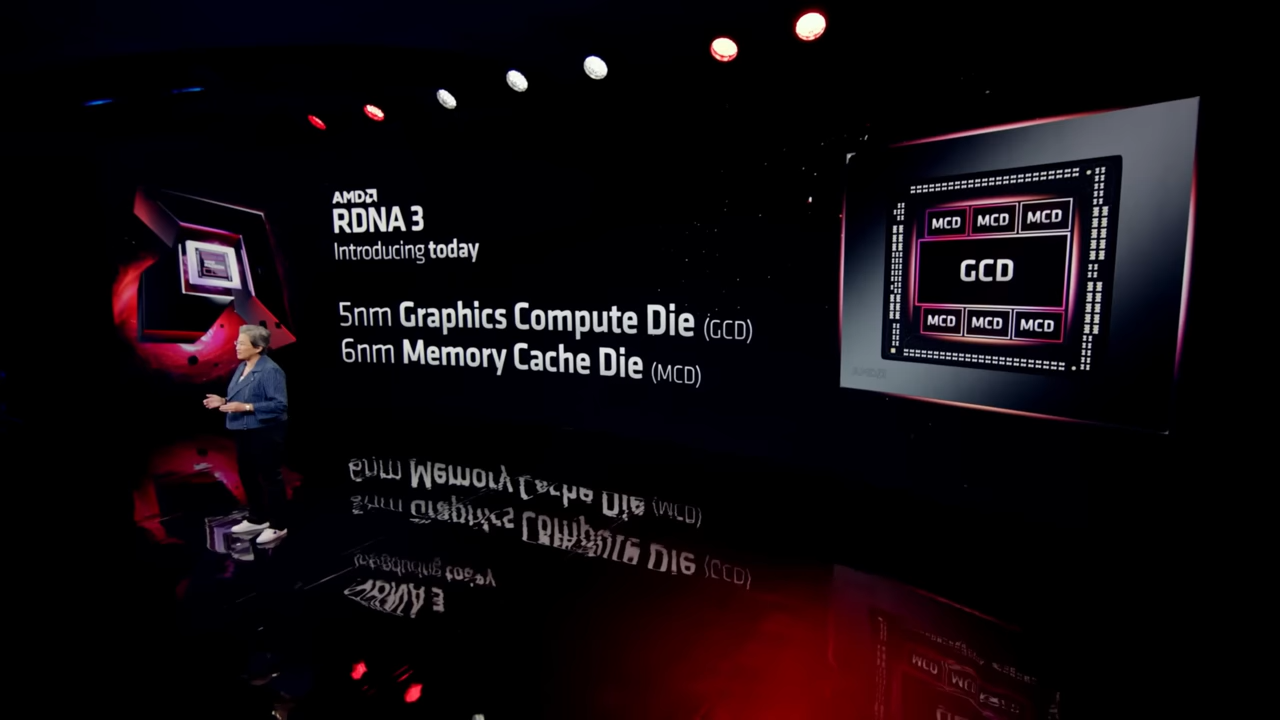 AMD
RDNA 3
Introducing today
5nm Graphics Compute Die (GCD)
6nm Memory Cache Die (MCD)
MCD MCD MCD
GCD
MCD MCD MCD
AMD